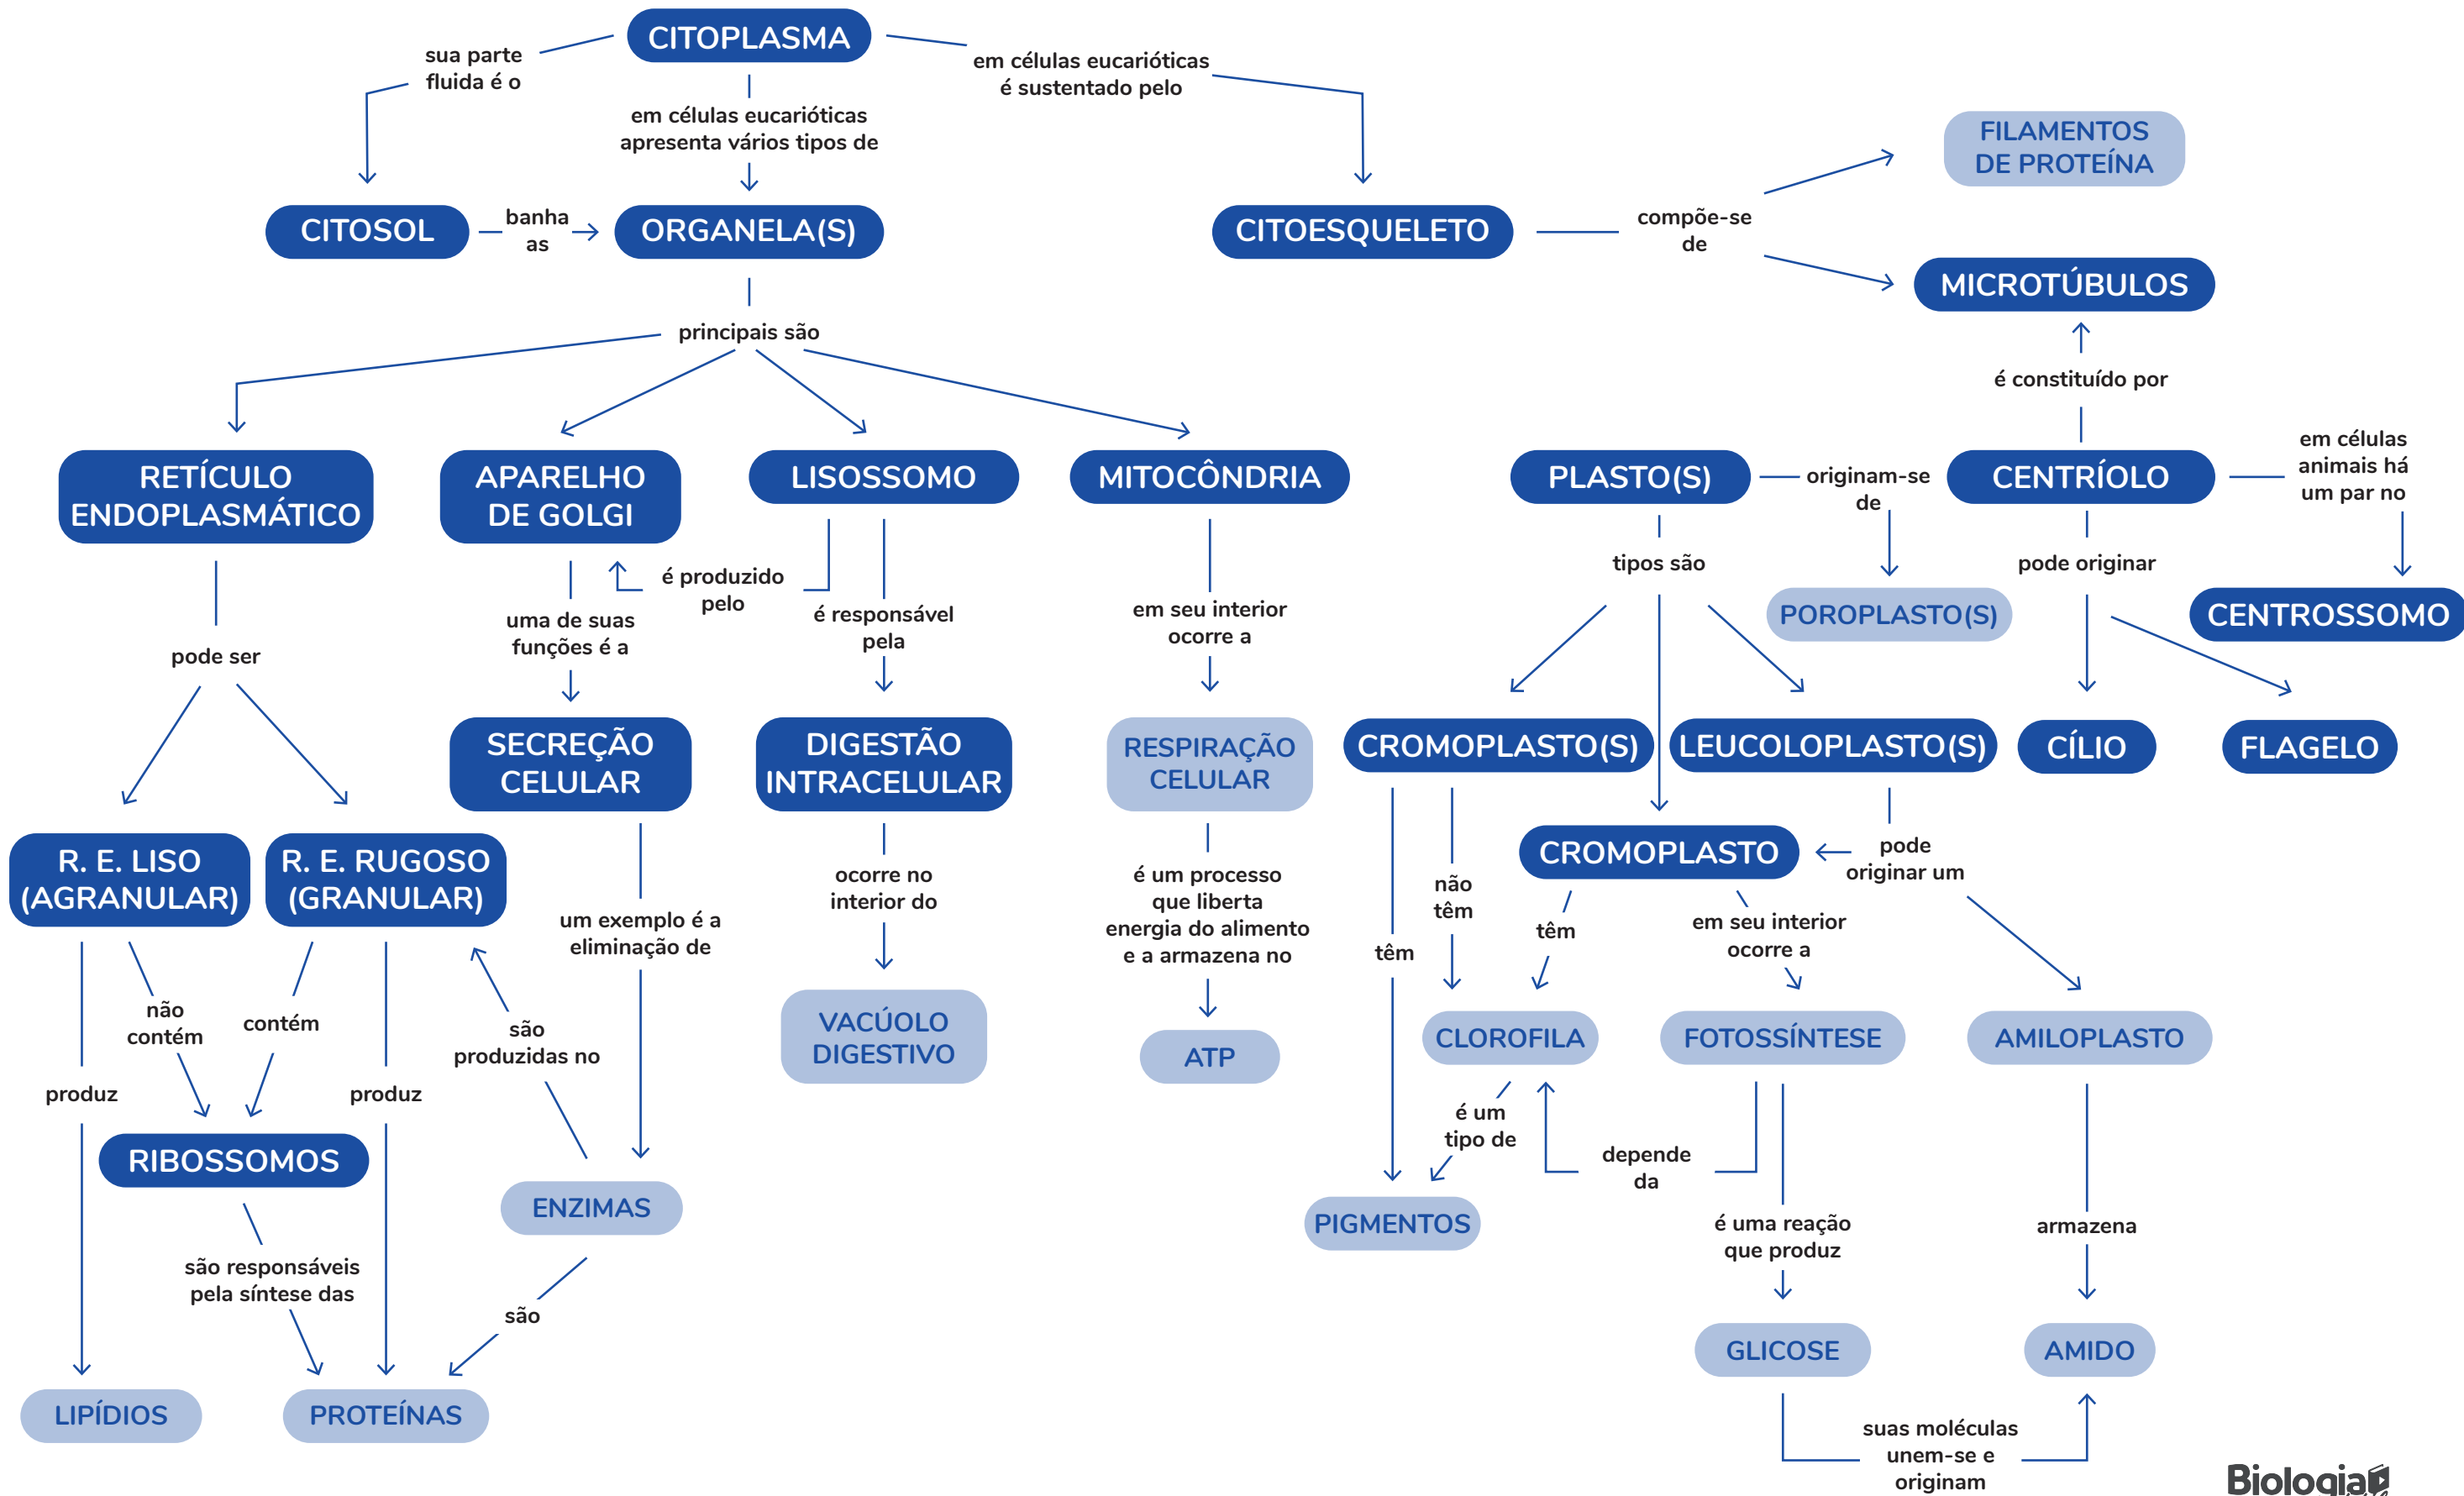 CITOPLASMA
sua parte
fluida é o
em células eucarióticas
é sustentado pelo
em células eucarióticas
apresenta vários tipos de
FILAMENTOS
DE PROTEÍNA
CITOSOL
banha
as
ORGANELA(S)
CITOESQUELETO
compõe-se
de
MICROTÚBULOS
principais são
é constituído por
RETÍCULO
ENDOPLASMÁTICO
APARELHO
DE GOLGI
LISOSSOMO
MITOCÔNDRIA
PLASTO(S)
originam-se
de
CENTRÍOLO
em células
animais há
um par no
é produzido
pelo
tipos são
pode originar
uma de suas
funções é a
é responsável
pela
em seu interior
ocorre a
POROPLASTO(S)
CENTROSSOMO
pode ser
SECREÇÃO
CELULAR
DIGESTÃO
INTRACELULAR
RESPIRAÇÃO
CELULAR
CROMOPLASTO(S)
LEUCOLOPLASTO(S)
CÍLIO
FLAGELO
R. E. LISO
(AGRANULAR)
R. E. RUGOSO
(GRANULAR)
um exemplo é a
eliminação de
ocorre no
interior do
é um processo
que liberta
energia do alimento
e a armazena no
têm
não
têm
CROMOPLASTO
pode
originar um
têm
em seu interior
ocorre a
não
contém
contém
são
produzidas no
VACÚOLO
DIGESTIVO
ATP
CLOROFILA
FOTOSSÍNTESE
AMILOPLASTO
produz
produz
é um
tipo de
depende
da
RIBOSSOMOS
ENZIMAS
PIGMENTOS
é uma reação
que produz
armazena
são responsáveis
pela síntese das
são
GLICOSE
AMIDO
LIPÍDIOS
PROTEÍNAS
suas moléculas
unem-se e
originam
Biologia